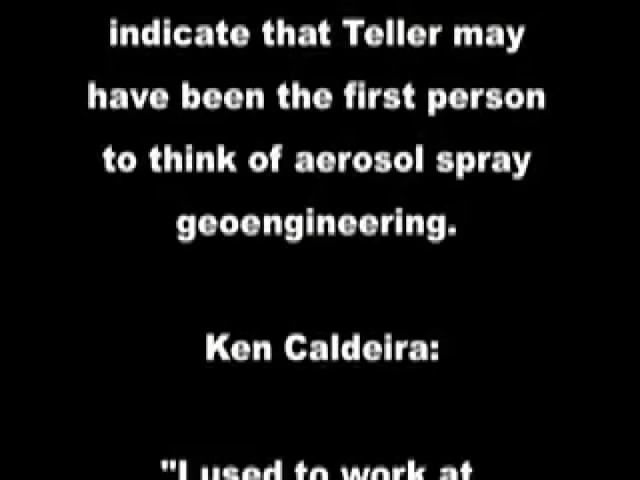 indicate that Teller may
have been the first person
to think of aerosol spray
geoengineering.
Ken Caldeira:
"I used to work at